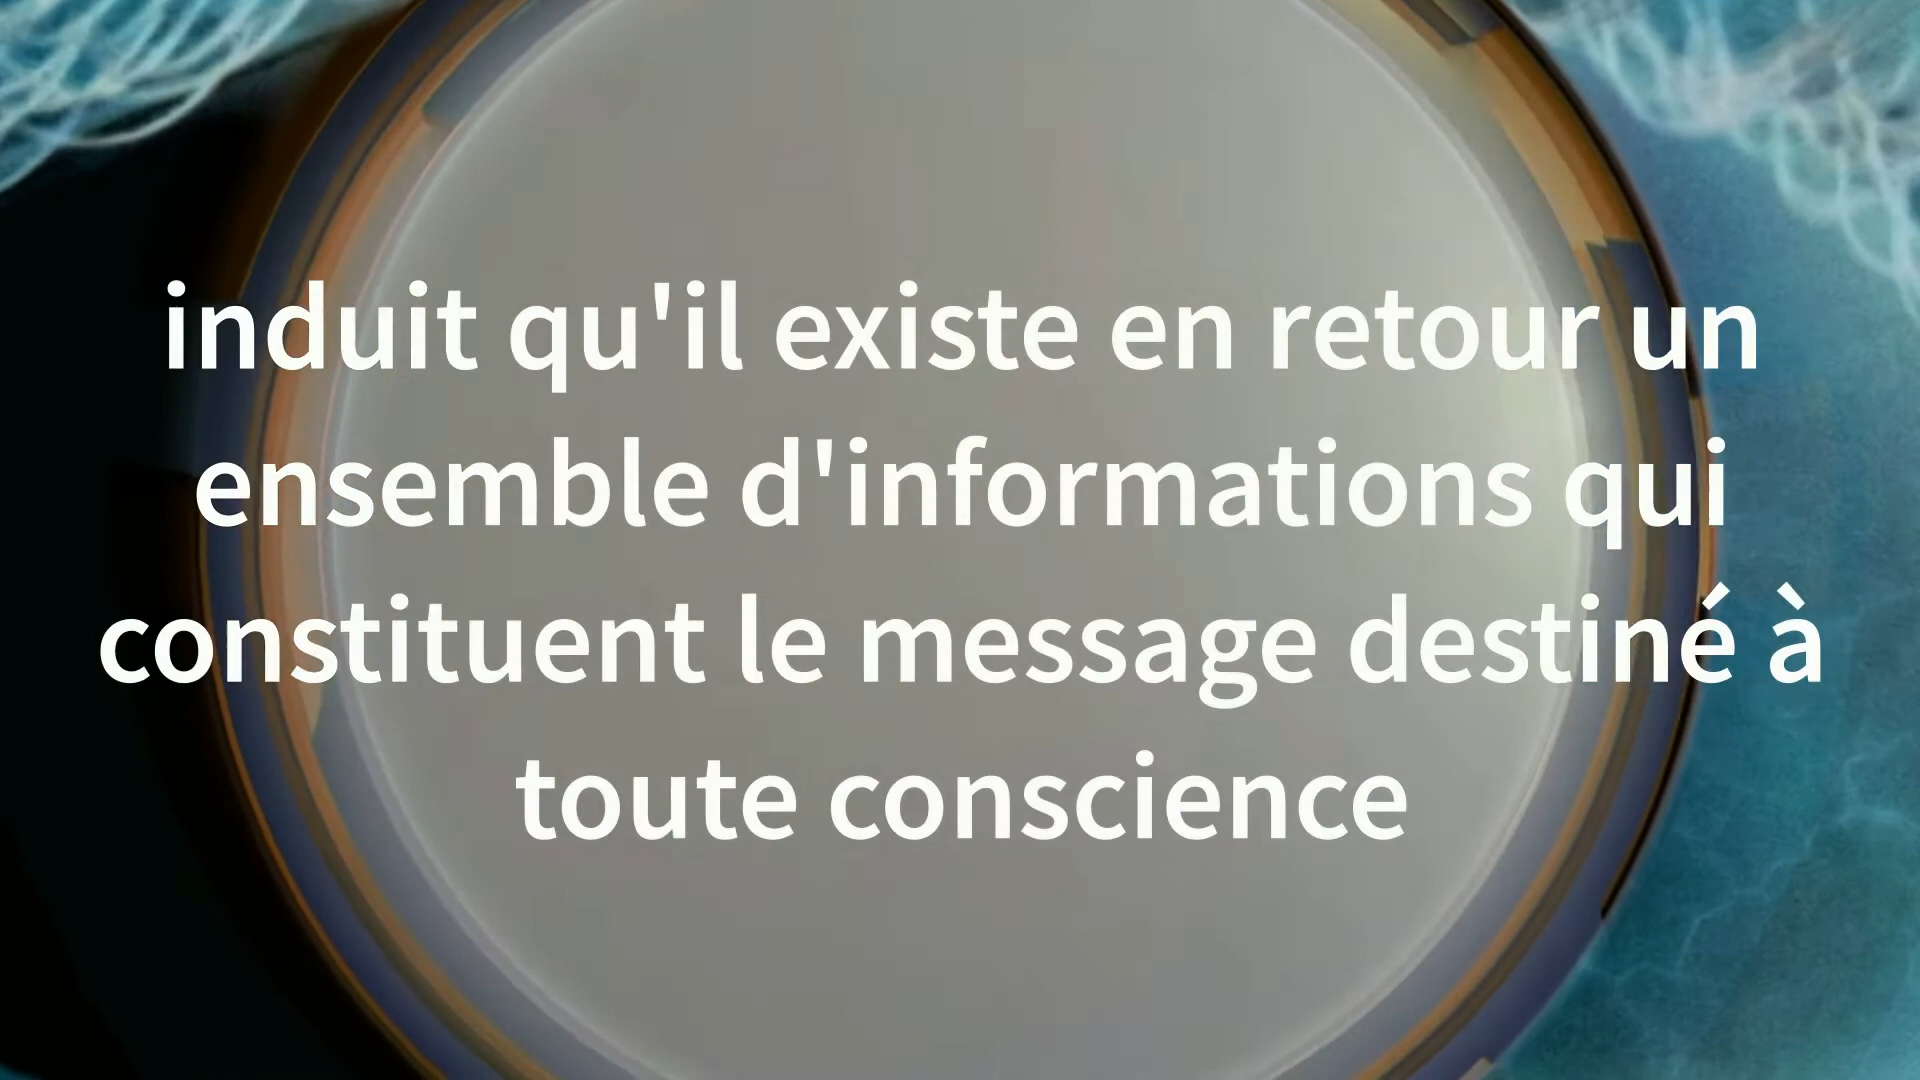 induit qu'il existe en retour un
ensemble d'informations qui
constituent le message destiné à
toute conscience